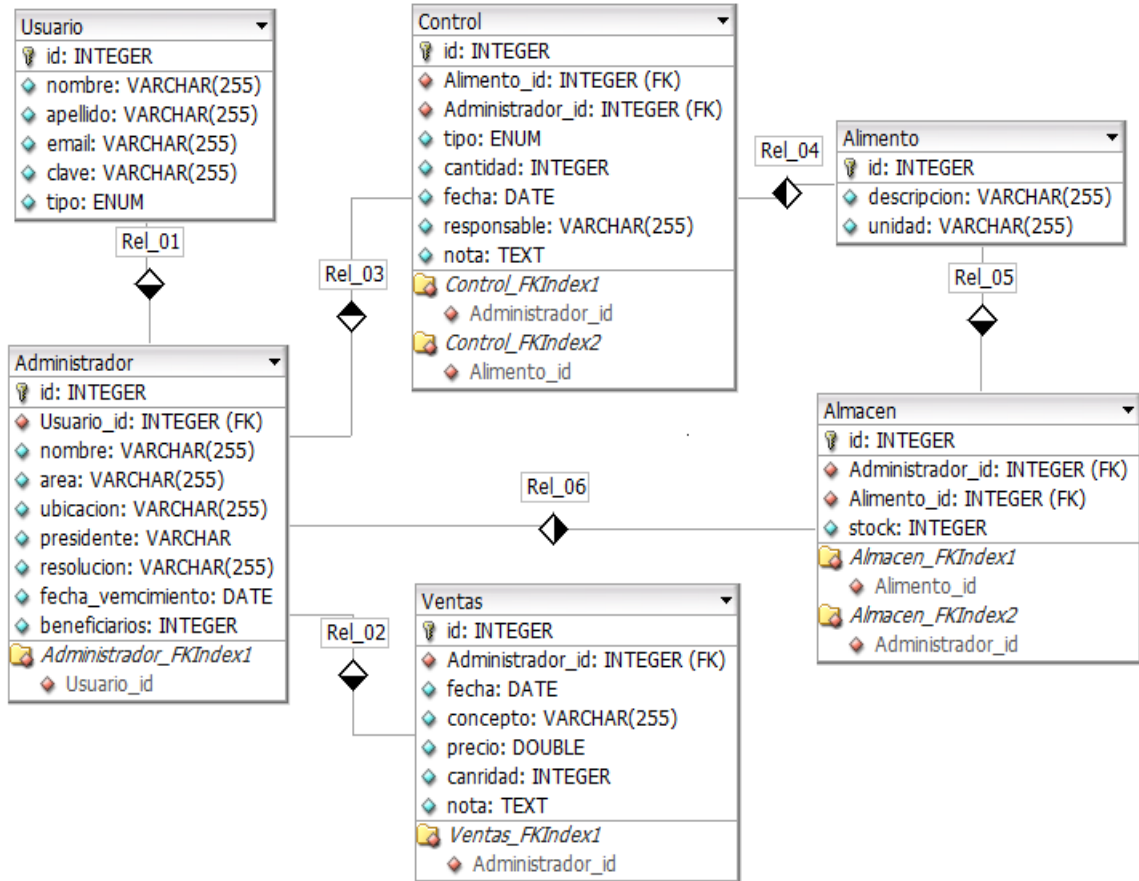 Usuario
id: INTEGER
nombre: VARCHAR(255)
apellido: VARCHAR(255)
email: VARCHAR(255)
clave: VARCHAR(255)
tipo: ENUM
Rel_01
Administrador
id: INTEGER
Usuario_id: INTEGER (FK)
nombre: VARCHAR(255)
area: VARCHAR(255)
ubicacion: VARCHAR(255)
presidente: VARCHAR
resolucion: VARCHAR(255)
fecha_vemcimiento: DATE
beneficiarios: INTEGER
Administrador_FKIndex1
Usuario_id
Rel_03
Control
id: INTEGER
Alimento_id: INTEGER (FK)
Administrador_id: INTEGER (FK)
tipo: ENUM
cantidad: INTEGER
fecha: DATE
responsable: VARCHAR(255)
nota: TEXT
Control_FKIndex1
Administrador_id
Control_FKIndex2
Alimento_id
Rel_04
Alimento
id: INTEGER
descripcion: VARCHAR(255)
unidad: VARCHAR(255)
Rel_05
Almacen
id: INTEGER
Administrador_id: INTEGER (FK)
Alimento_id: INTEGER (FK)
stock: INTEGER
Almacen_FKIndex1
Alimento_id
Almacen_FKIndex2
Administrador_id
Rel_06
Rel_02
Ventas
id: INTEGER
Administrador_id: INTEGER (FK)
fecha: DATE
concepto: VARCHAR(255)
precio: DOUBLE
canridad: INTEGER
nota: TEXT
Ventas_FKIndex1
Administrador_id